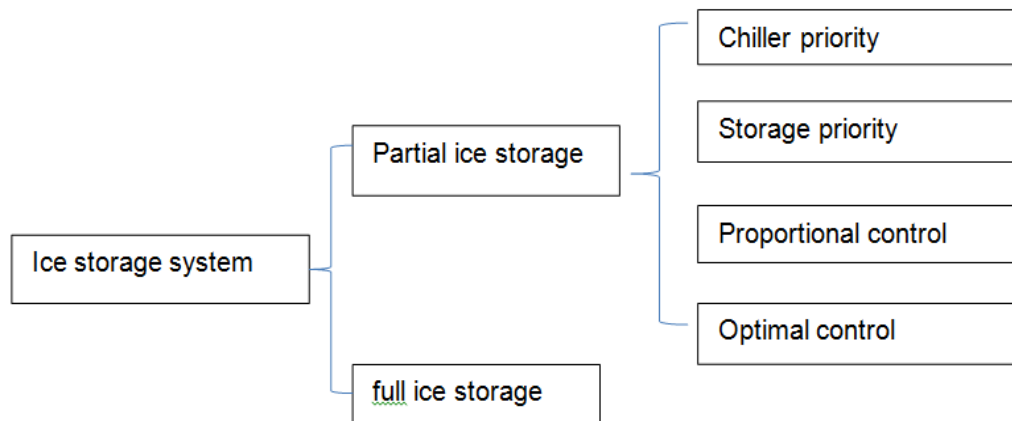 Chiller priority
Storage priority
Partial ice storage
Proportional control
Ice storage system
Optimal control
full ice storage